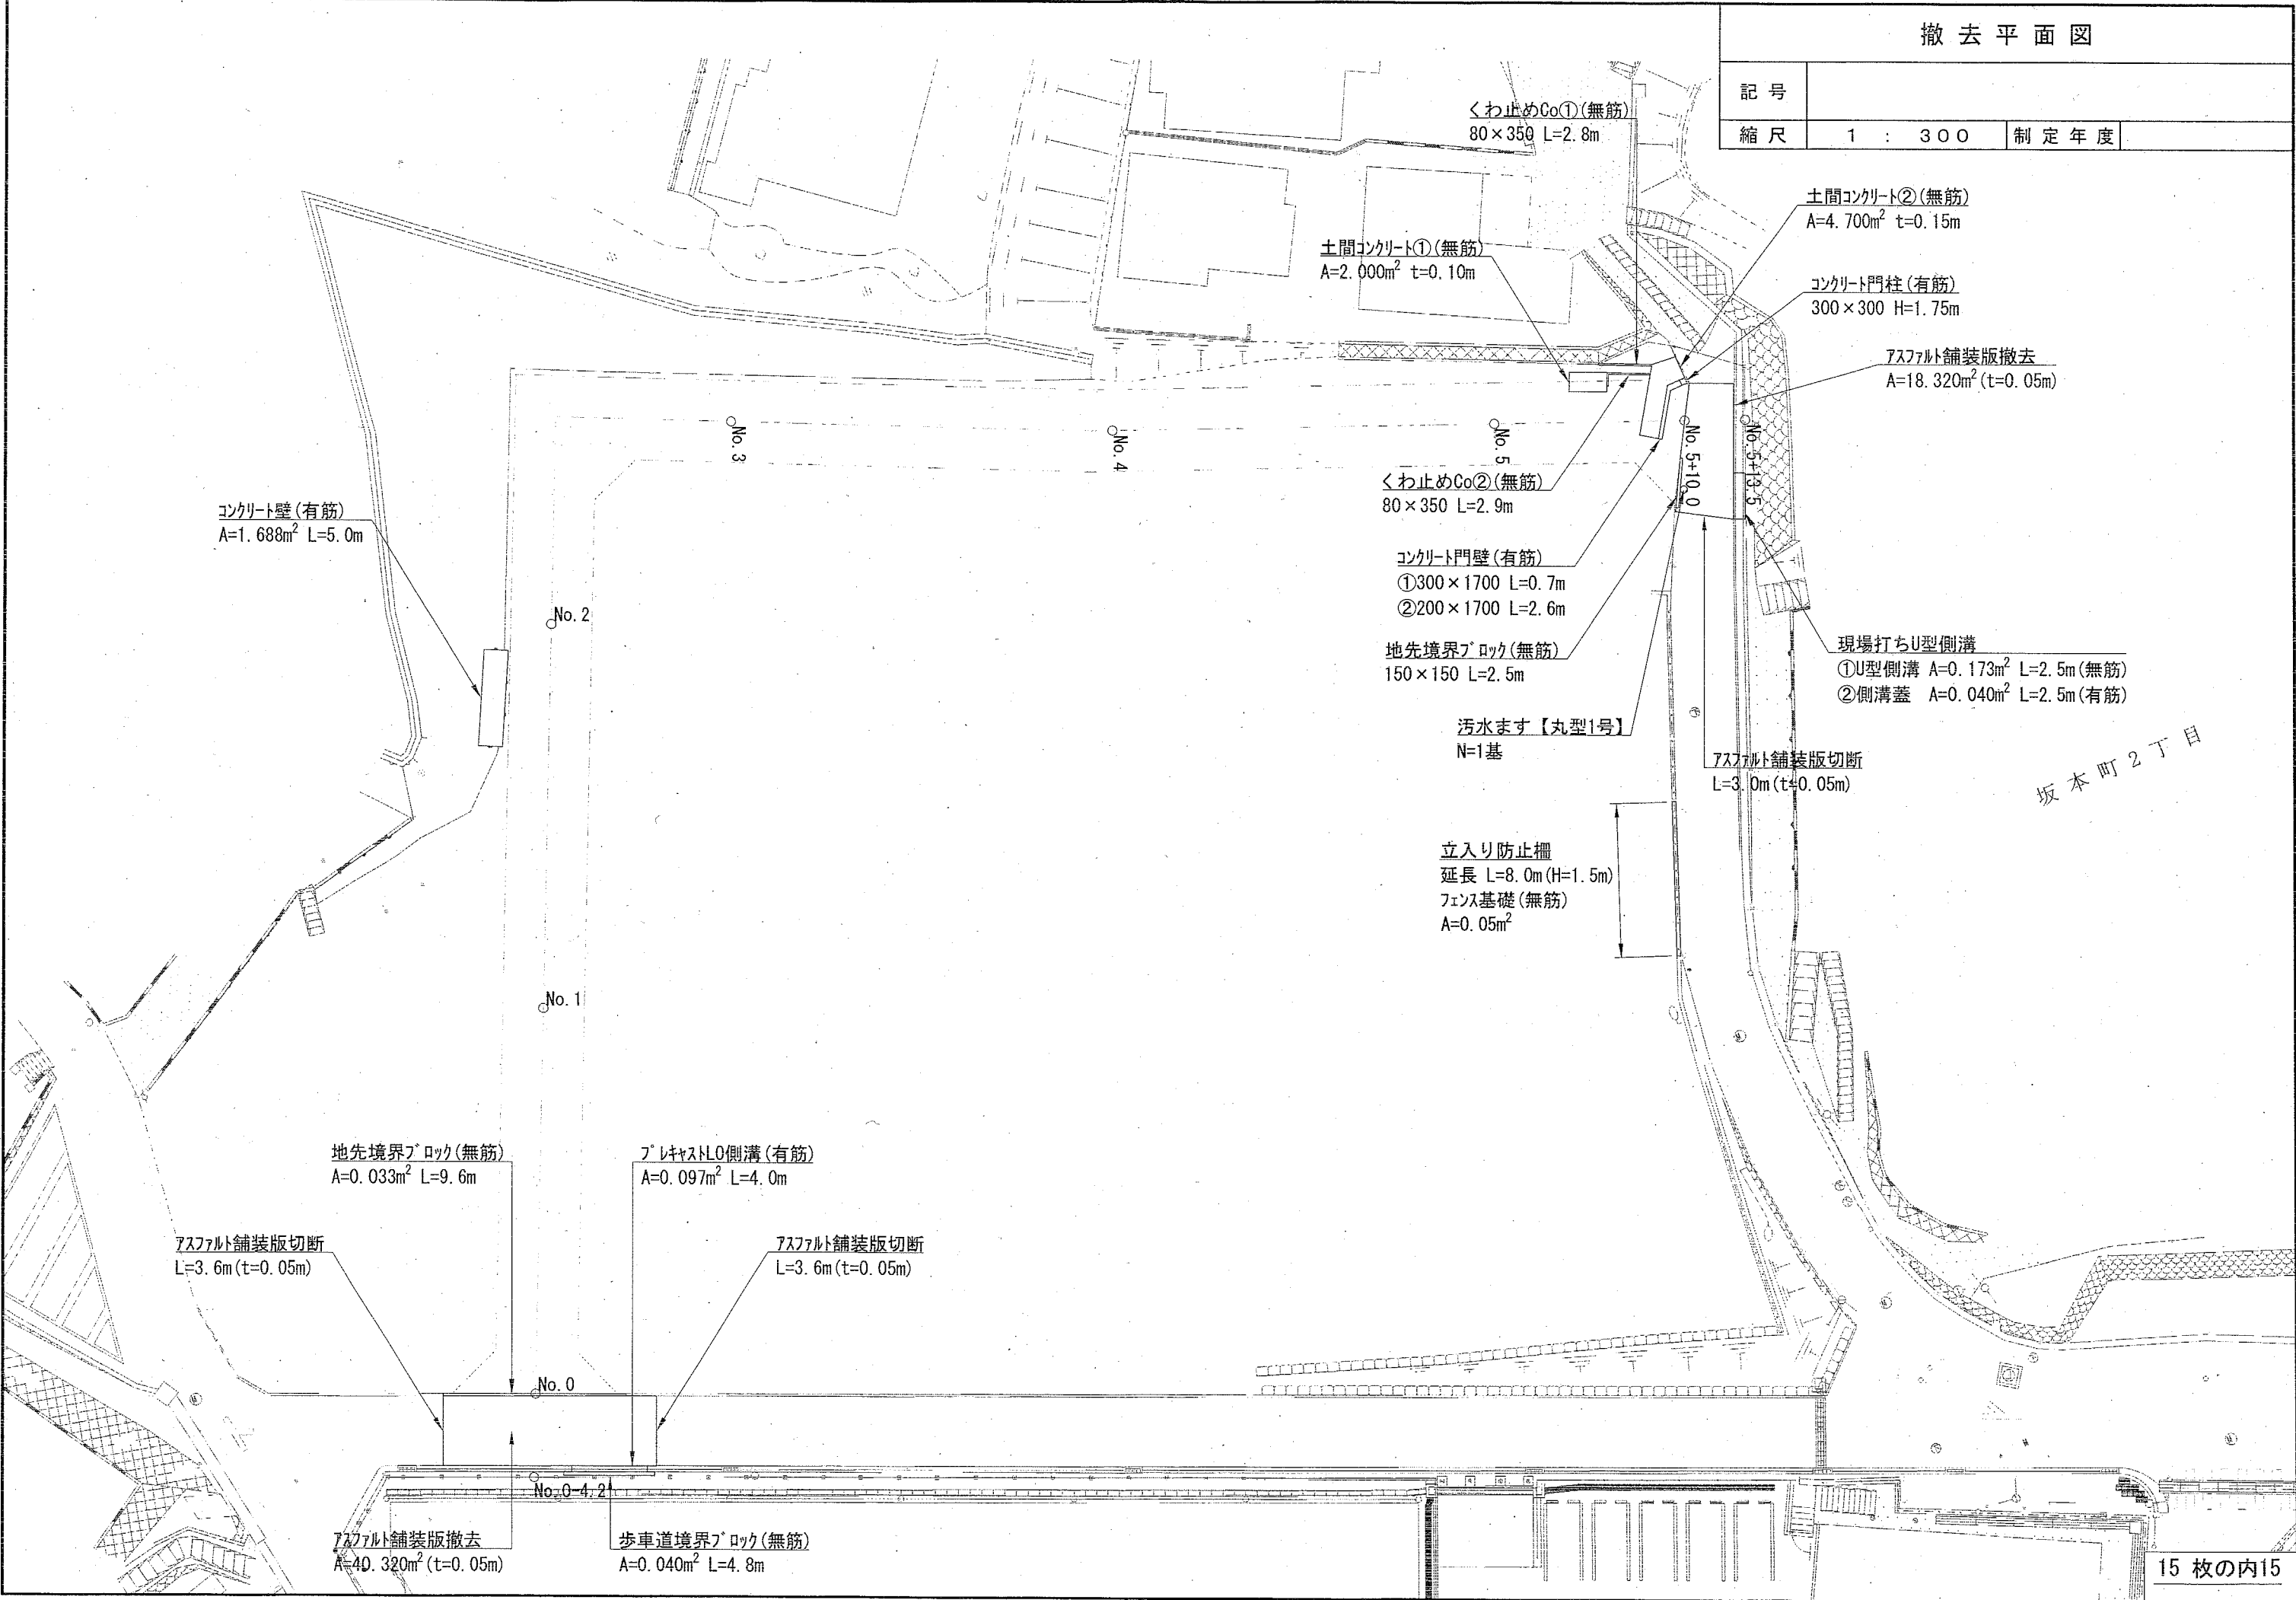 撤去平面図
記号
縮尺 1 : 300 制定年度
くわ止めCo①(無筋)
80×350 L=2.8m
土間コンクリート②(無筋)
A=4.700m² t=0.15m
土間コンクリート①(無筋)
A=2.000m² t=0.10m
コンクリート門柱(有筋)
300×300 H=1.75m
アスファルト舗装版撤去
A=18.320m²(t=0.05m)
No.3
No.4
No.5
No.5+10.0
No.5+13.5
くわ止めCo②(無筋)
80×350 L=2.9m
コンクリート壁(有筋)
A=1.688m² L=5.0m
コンクリート門壁(有筋)
①300×1700 L=0.7m
②200×1700 L=2.6m
No.2
地先境界ブロック(無筋)
150×150 L=2.5m
現場打ちU型側溝
①U型側溝 A=0.173m² L=2.5m(無筋)
②側溝蓋 A=0.040m² L=2.5m(有筋)
汚水ます【丸型1号】
N=1基
アスファルト舗装版切断
L=3.0m(t=0.05m)
坂本町2丁目
立入り防止柵
延長 L=8.0m(H=1.5m)
フェンス基礎(無筋)
A=0.05m²
No.1
地先境界ブロック(無筋)
A=0.033m² L=9.6m
プレキャストLO側溝(有筋)
A=0.097m² L=4.0m
アスファルト舗装版切断
L=3.6m(t=0.05m)
アスファルト舗装版切断
L=3.6m(t=0.05m)
No.0
No.0-4.2
アスファルト舗装版撤去
A=40.320m²(t=0.05m)
歩車道境界ブロック(無筋)
A=0.040m² L=4.8m
15 枚の内15